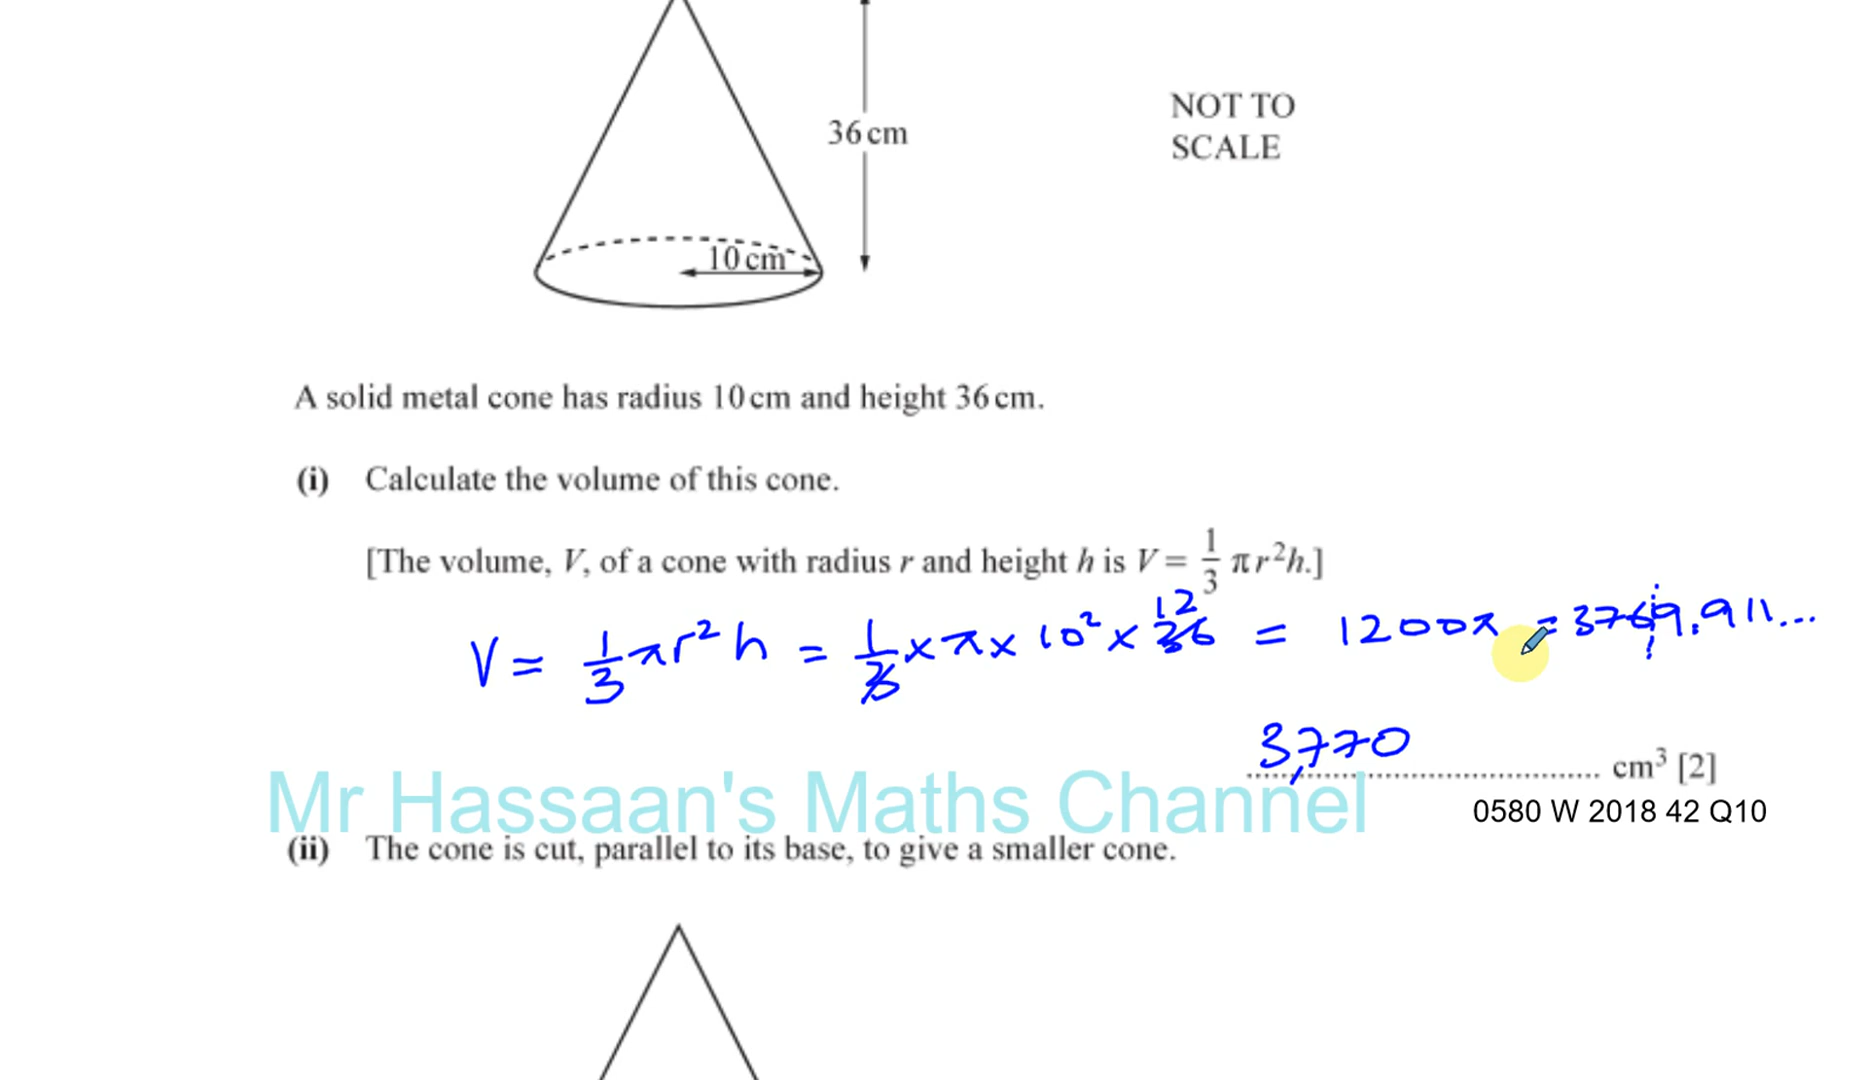 36 cm
NOT TO
SCALE
10 cm
A solid metal cone has radius 10 cm and height 36 cm.
(i) Calculate the volume of this cone.
[The volume, V, of a cone with radius r and height h is V = 1/3 πr²h.]
V = 1/3 πr²h = 1/3 × π × 10² × 36 12 = 1200π = 3769.911...
3,770
cm³ [2]
Mr Hassaan's Maths Channel
0580 W 2018 42 Q10
(ii) The cone is cut, parallel to its base, to give a smaller cone.